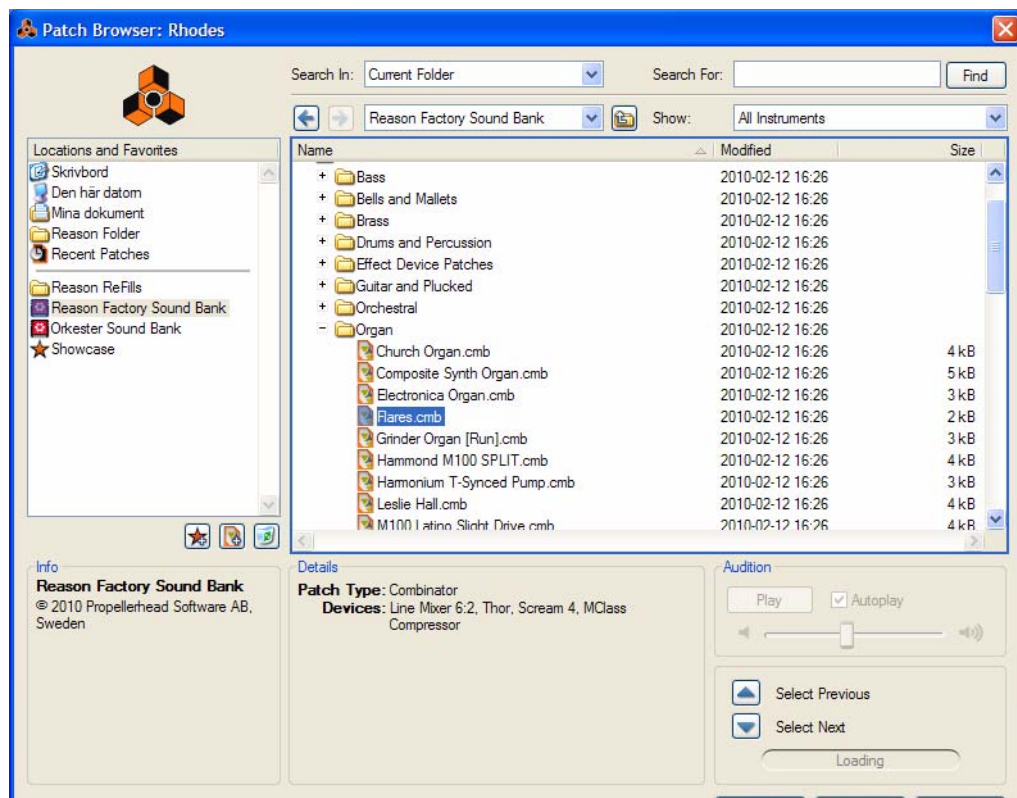 Patch Browser: Rhodes
Search In: Current Folder Search For: Find
Reason Factory Sound Bank Show: All Instruments
Locations and Favorites
Skrivbord
Den här datorn
Mina dokument
Reason Folder
Recent Patches
Reason ReFills
Reason Factory Sound Bank
Orkester Sound Bank
Showcase
Name Modified Size
Bass 2010-02-12 16:26
Bells and Mallets 2010-02-12 16:26
Brass 2010-02-12 16:26
Drums and Percussion 2010-02-12 16:26
Effect Device Patches 2010-02-12 16:26
Guitar and Plucked 2010-02-12 16:26
Orchestral 2010-02-12 16:26
Organ 2010-02-12 16:26
Church Organ.cmb 2010-02-12 16:26 4 kB
Composite Synth Organ.cmb 2010-02-12 16:26 5 kB
Electronica Organ.cmb 2010-02-12 16:26 3 kB
Flares.cmb 2010-02-12 16:26 2 kB
Grinder Organ [Run].cmb 2010-02-12 16:26 3 kB
Hammond M100 SPLIT.cmb 2010-02-12 16:26 4 kB
Harmonium T-Synced Pump.cmb 2010-02-12 16:26 3 kB
Leslie Hall.cmb 2010-02-12 16:26 4 kB
M100 Latino Slight Drive.cmb 2010-02-12 16:26 4 kB
Info
Reason Factory Sound Bank
© 2010 Propellerhead Software AB,
Sweden
Details
Patch Type: Combinator
Devices: Line Mixer 6:2, Thor, Scream 4, MClass
Compressor
Audition
Play Autoplay
Select Previous
Select Next
Loading